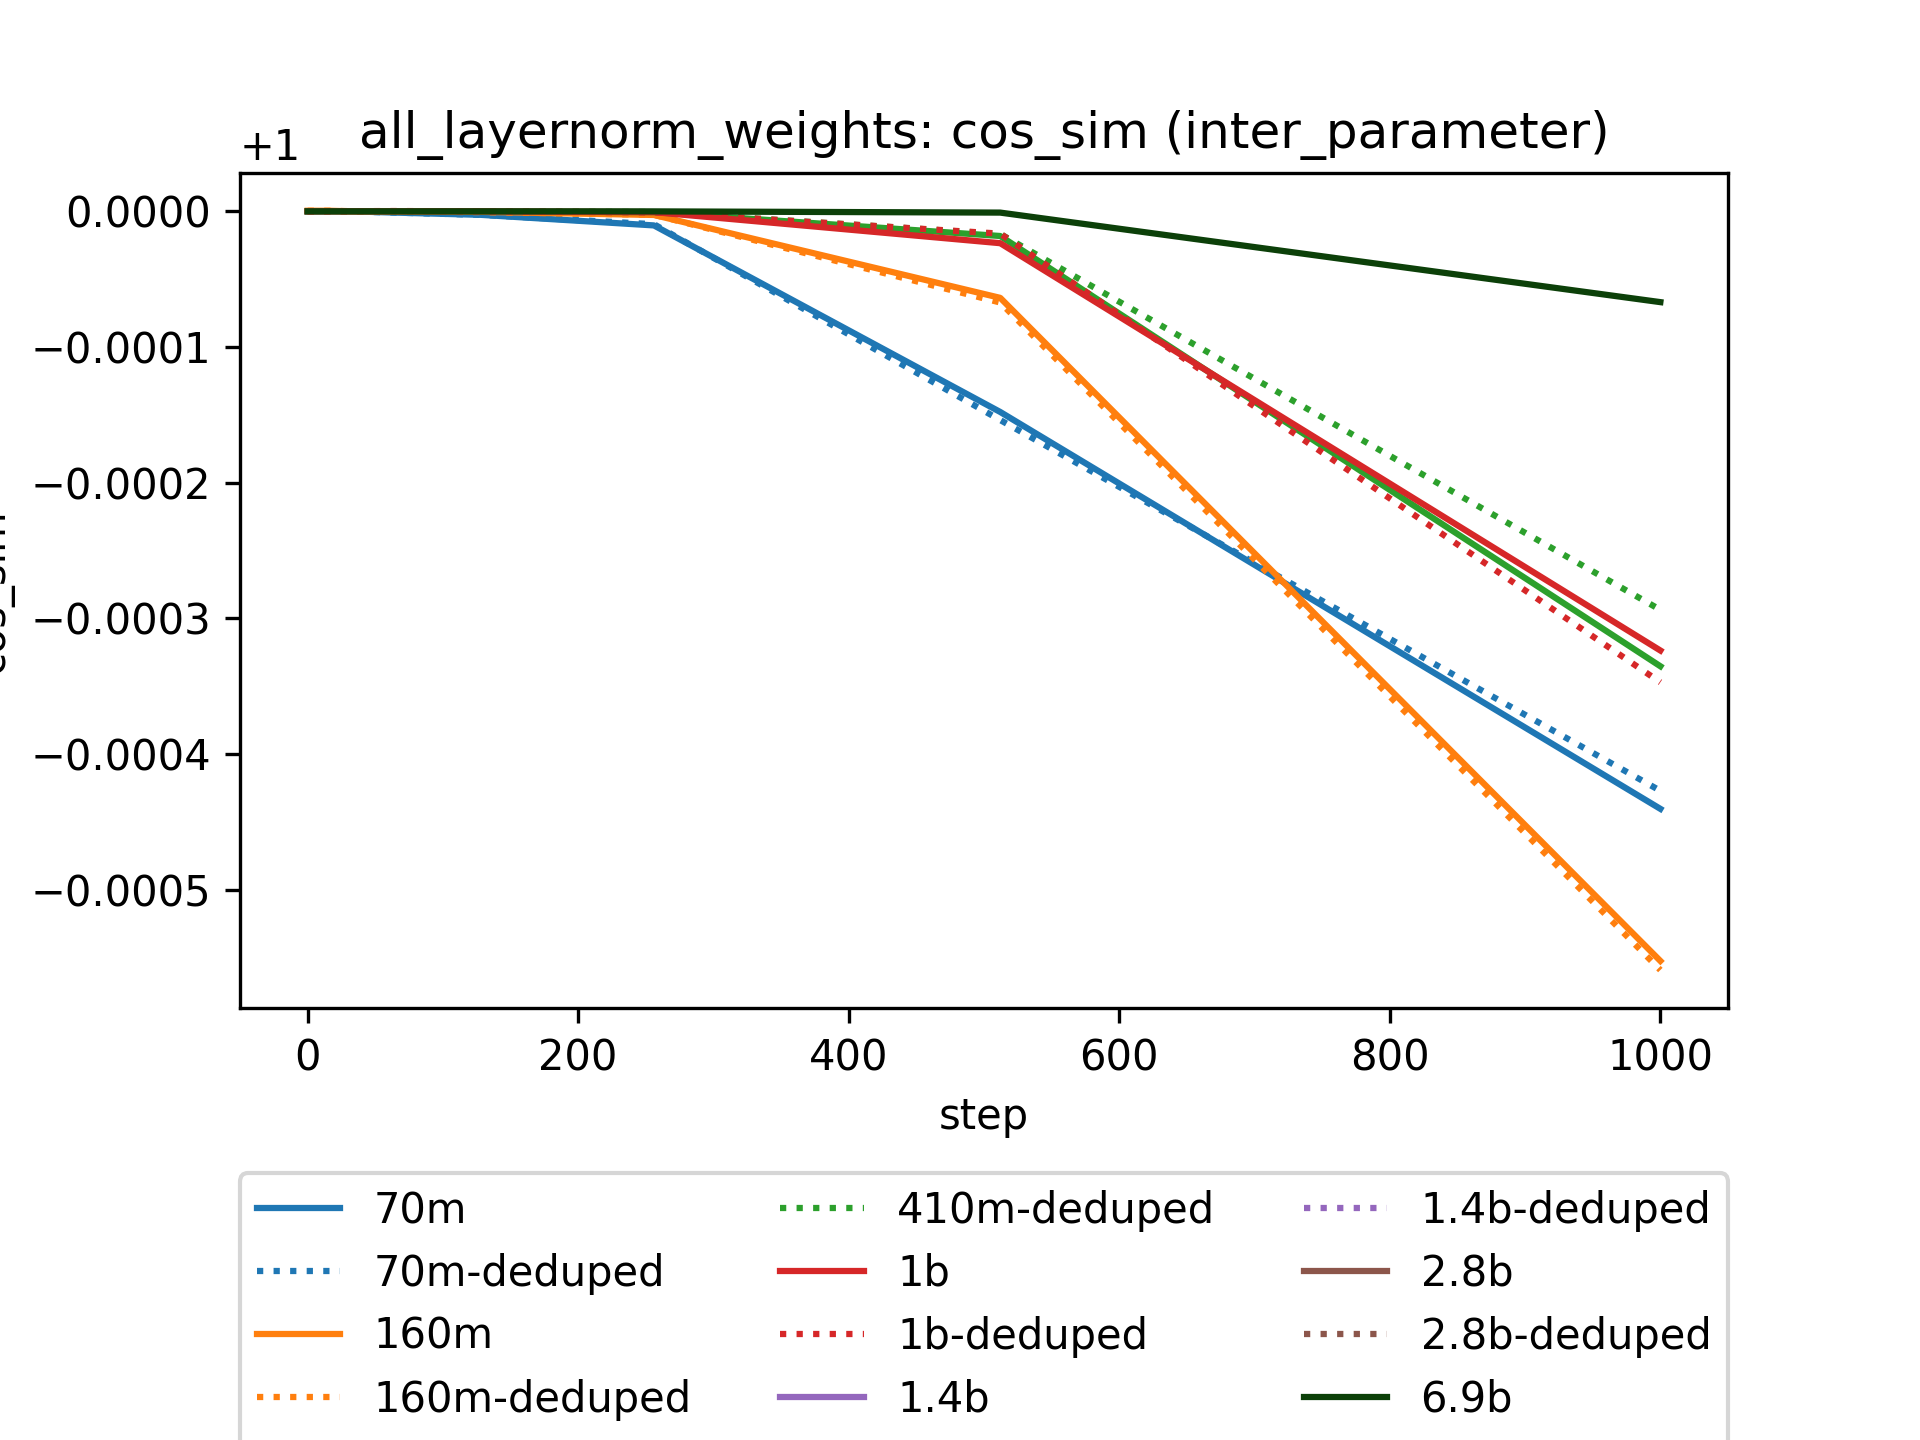 all_layernorm_weights: cos_sim (inter_parameter)
+1
0.0000
−0.0001
−0.0002
−0.0003
−0.0004
−0.0005
cos_sim
0 200 400 600 800 1000
step
70m 410m-deduped 1.4b-deduped
70m-deduped 1b 2.8b
160m 1b-deduped 2.8b-deduped
160m-deduped 1.4b 6.9b